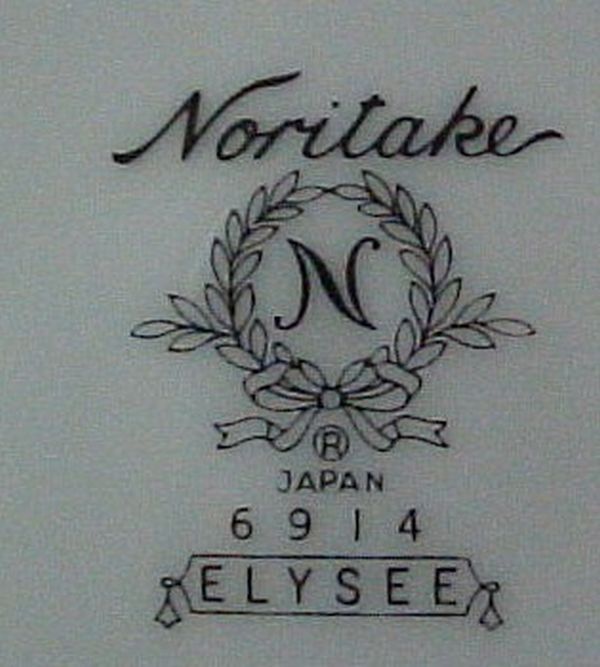 Noritake
N
®
JAPAN
6914
ELYSEE